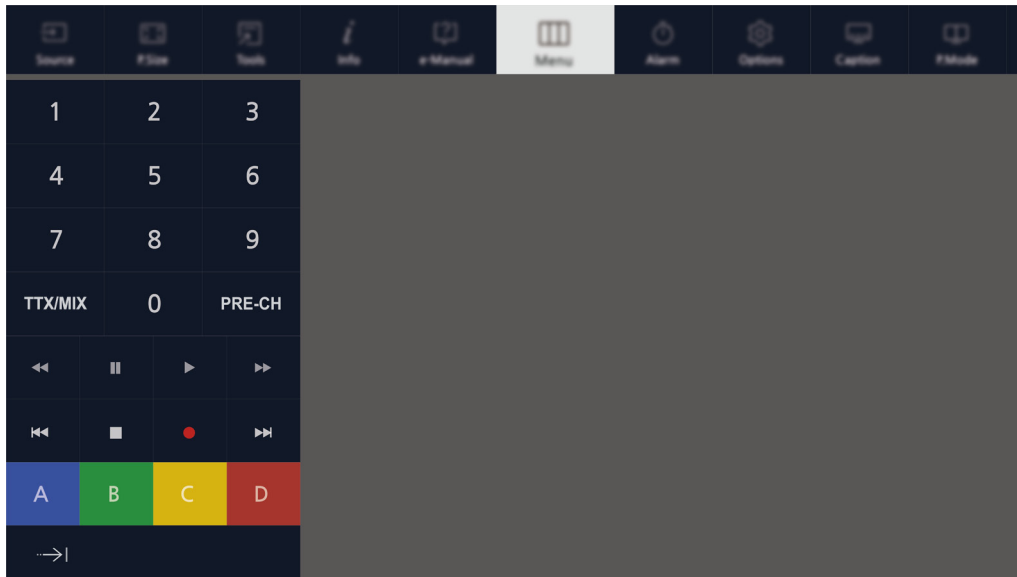 Source P.Size Tools Info e-Manual Menu Alarm Options Caption P.Mode
1 2 3
4 5 6
7 8 9
TTX/MIX 0 PRE-CH
A B C D